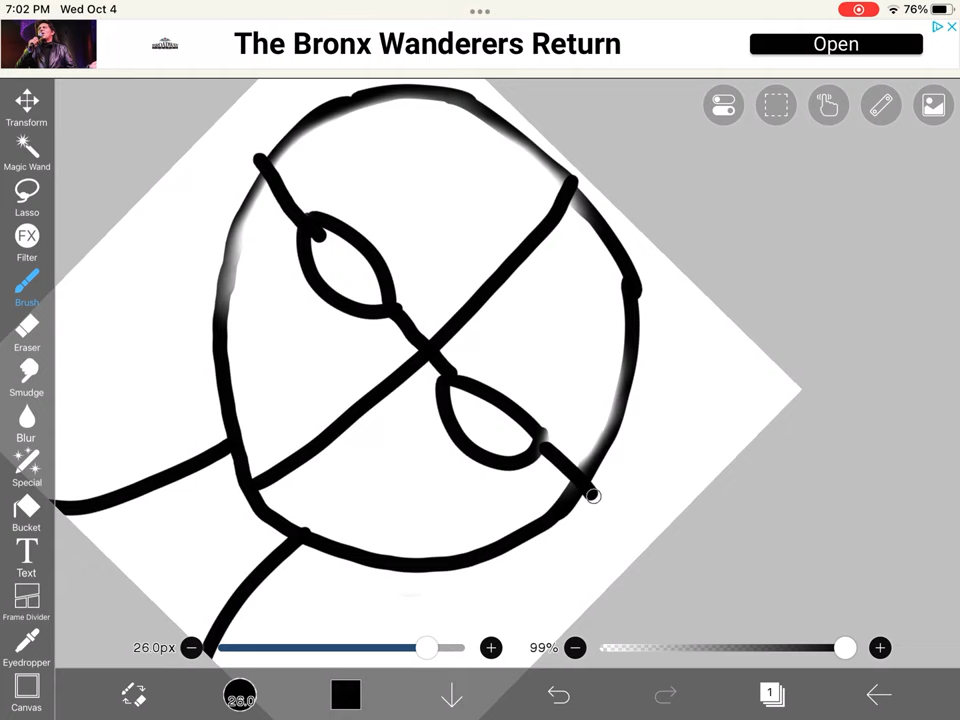 7:02 PM Wed Oct 4
76%
The Bronx Wanderers Return
Open
Transform
Magic Wand
Lasso
FX
Filter
Brush
Eraser
Smudge
Blur
Special
Bucket
T
Text
Frame Divider
Eyedropper
Canvas
26.0px
99%
26.0
1